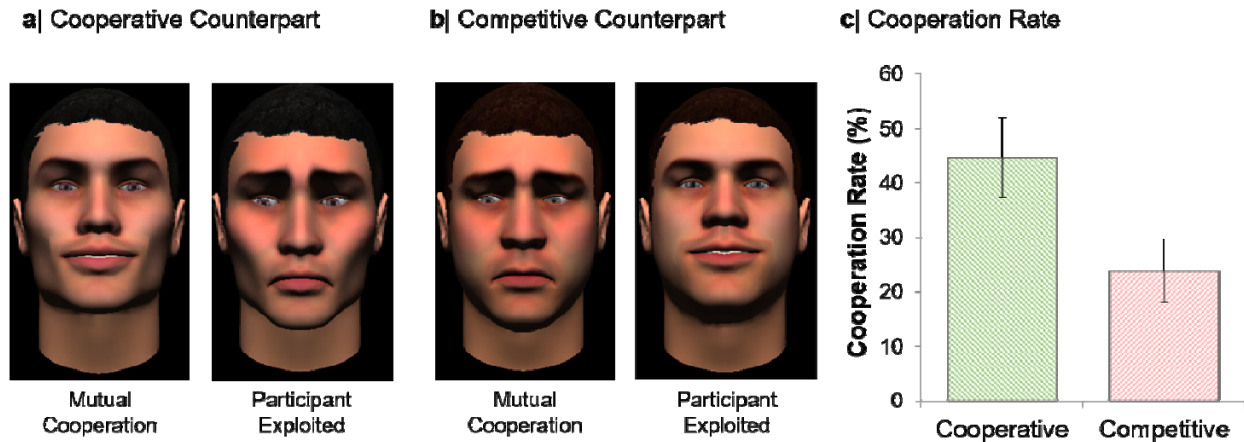 a| Cooperative Counterpart
b| Competitive Counterpart
c| Cooperation Rate
Mutual
Cooperation
Participant
Exploited
Mutual
Cooperation
Participant
Exploited
Cooperation Rate (%)
60
50
40
30
20
10
0
Cooperative
Competitive